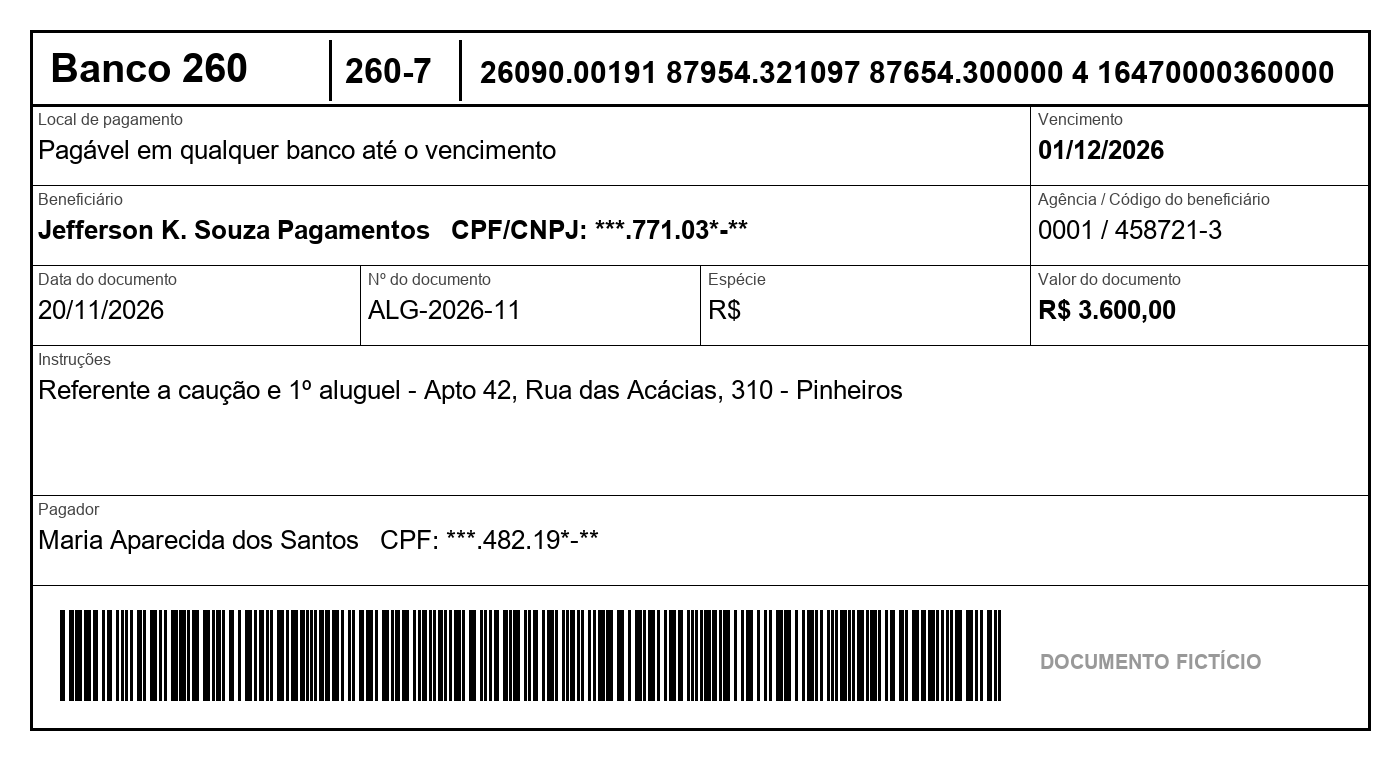 Banco 260
260-7
26090.00191 87954.321097 87654.300000 4 16470000360000
Local de pagamento
Pagável em qualquer banco até o vencimento
Vencimento
01/12/2026
Beneficiário
Jefferson K. Souza Pagamentos CPF/CNPJ: ***.771.03*-**
Agência / Código do beneficiário
0001 / 458721-3
Data do documento
20/11/2026
Nº do documento
ALG-2026-11
Espécie
R$
Valor do documento
R$ 3.600,00
Instruções
Referente a caução e 1º aluguel - Apto 42, Rua das Acácias, 310 - Pinheiros
Pagador
Maria Aparecida dos Santos CPF: ***.482.19*-**
DOCUMENTO FICTÍCIO